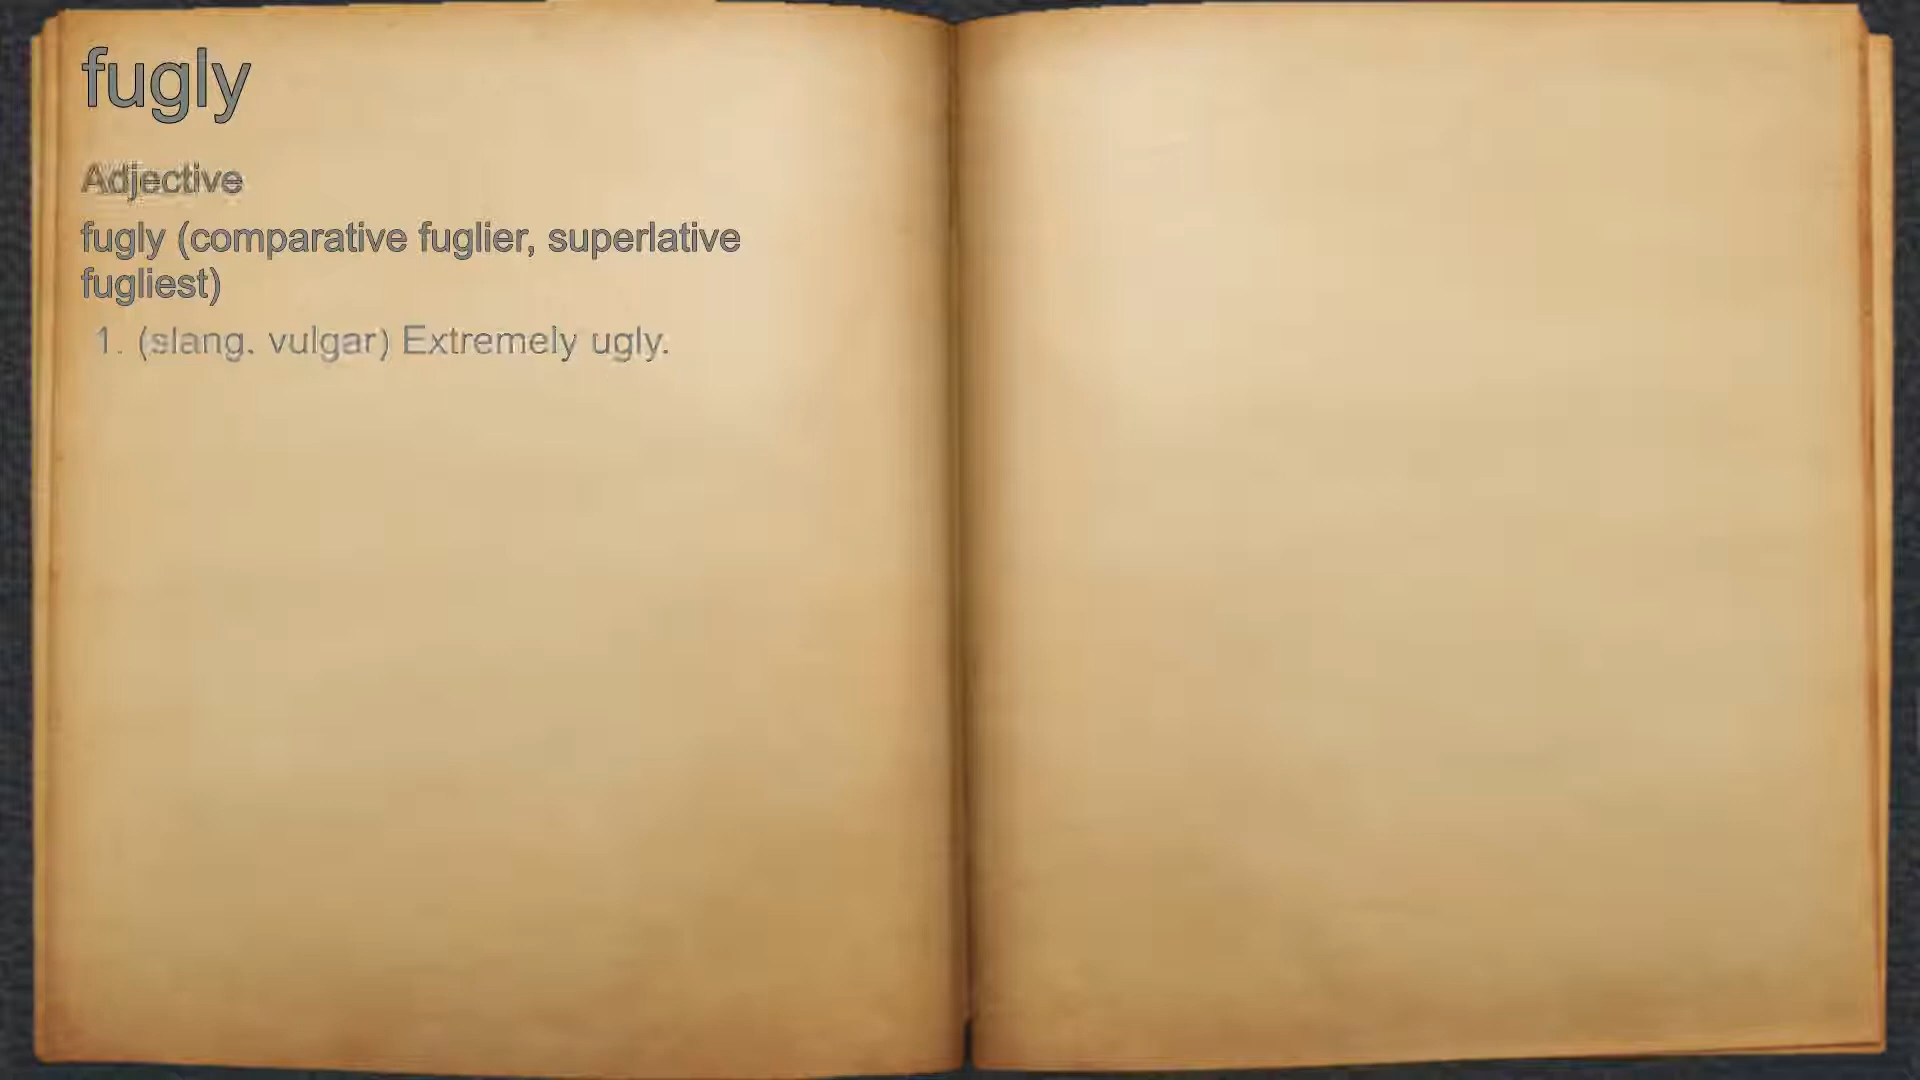 fugly
Adjective
fugly (comparative fuglier, superlative
fugliest)
1. (slang, vulgar) Extremely ugly.